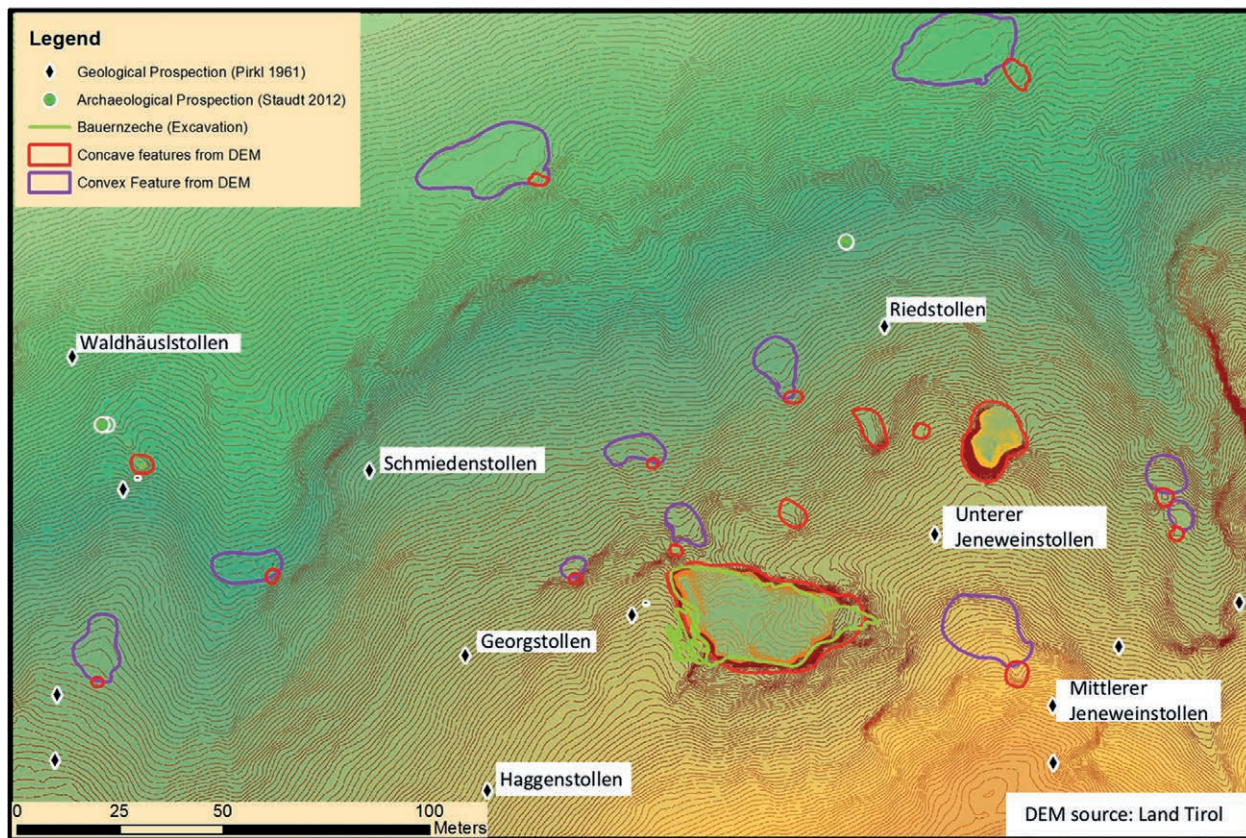 Legend
Geological Prospection (Pirkl 1961)
Archaeological Prospection (Staudt 2012)
Bauernzeche (Excavation)
Concave features from DEM
Convex Feature from DEM
Riedstollen
Waldhäuslstollen
Schmiedenstollen
Unterer
Jeneweinstollen
Georgstollen
Mittlerer
Jeneweinstollen
Haggenstollen
0 25 50 100
Meters
DEM source: Land Tirol